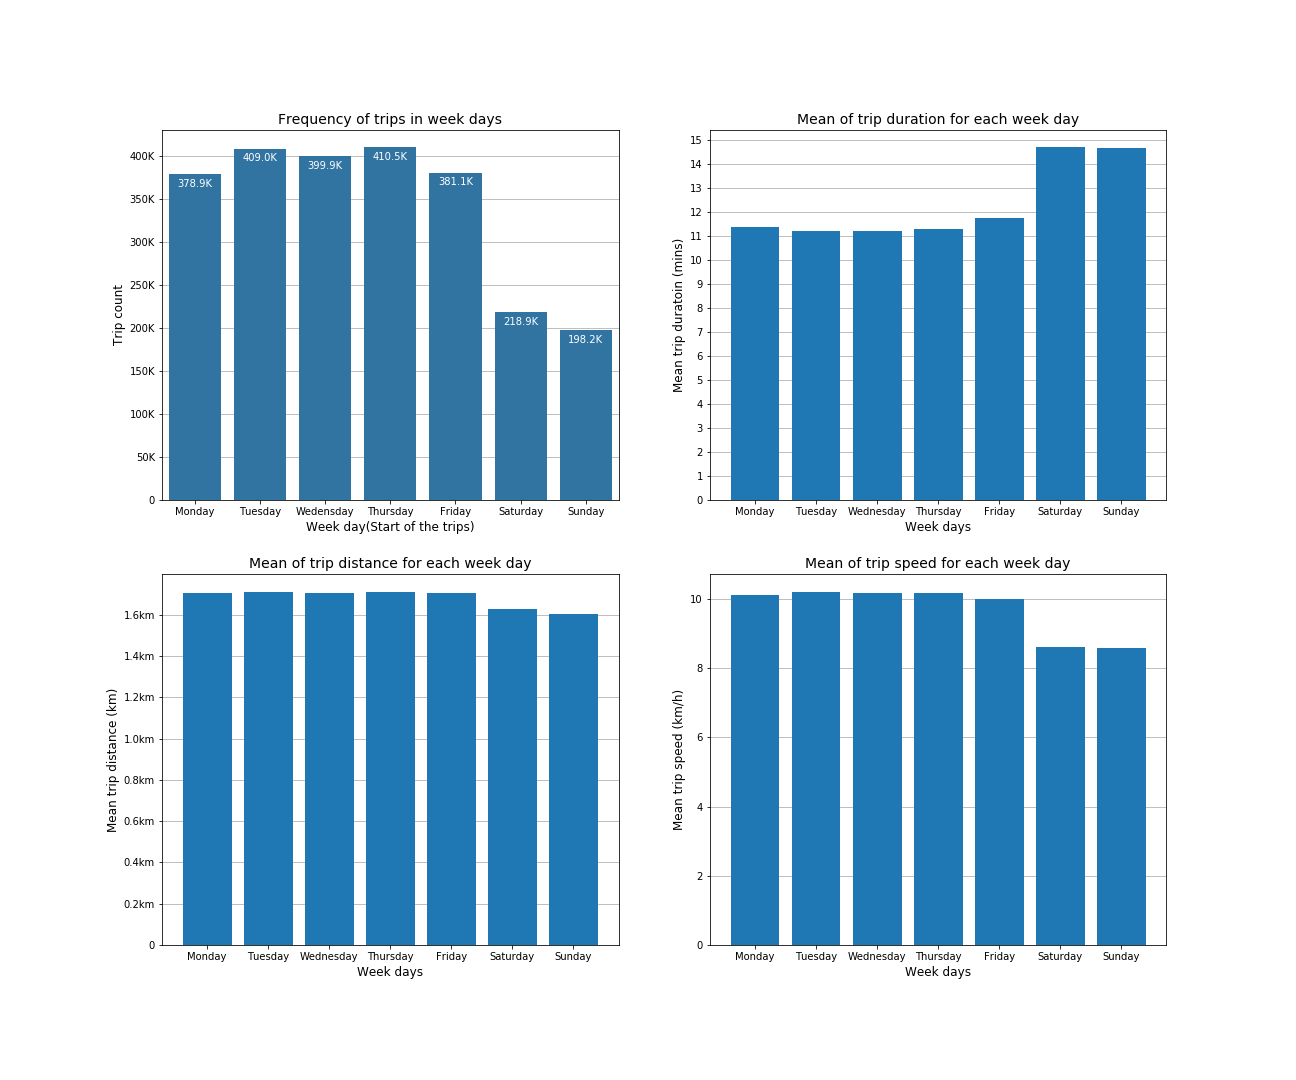 Frequency of trips in week days
400K
350K
300K
250K
200K
150K
100K
50K
0
Trip count
378.9K
409.0K
399.9K
410.5K
381.1K
218.9K
198.2K
Monday Tuesday Wedensday Thursday Friday Saturday Sunday
Week day(Start of the trips)
Mean of trip duration for each week day
15
14
13
12
11
10
9
8
7
6
5
4
3
2
1
0
Mean trip duratoin (mins)
Monday Tuesday Wednesday Thursday Friday Saturday Sunday
Week days
Mean of trip distance for each week day
1.6km
1.4km
1.2km
1.0km
0.8km
0.6km
0.4km
0.2km
0
Mean trip distance (km)
Monday Tuesday Wednesday Thursday Friday Saturday Sunday
Week days
Mean of trip speed for each week day
10
8
6
4
2
0
Mean trip speed (km/h)
Monday Tuesday Wednesday Thursday Friday Saturday Sunday
Week days